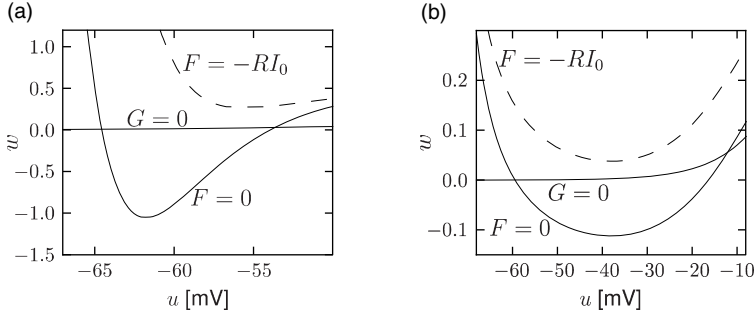 (a)
1.0
0.5
0.0
−0.5
−1.0
−1.5
w
F = −RI₀
G = 0
F = 0
−65
−60
−55
u [mV]
(b)
0.2
0.1
0.0
−0.1
w
F = −RI₀
G = 0
F = 0
−60
−50
−40
−30
−20
−10
u [mV]